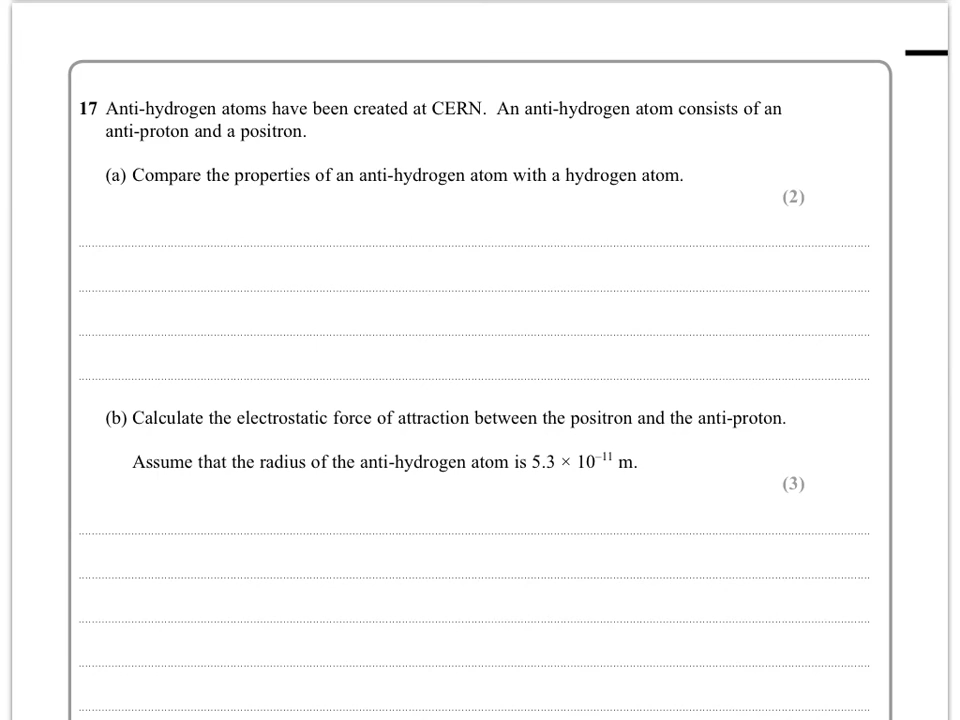 17 Anti-hydrogen atoms have been created at CERN. An anti-hydrogen atom consists of an
anti-proton and a positron.
(a) Compare the properties of an anti-hydrogen atom with a hydrogen atom.
(2)
(b) Calculate the electrostatic force of attraction between the positron and the anti-proton.
Assume that the radius of the anti-hydrogen atom is 5.3 × 10⁻¹¹ m.
(3)